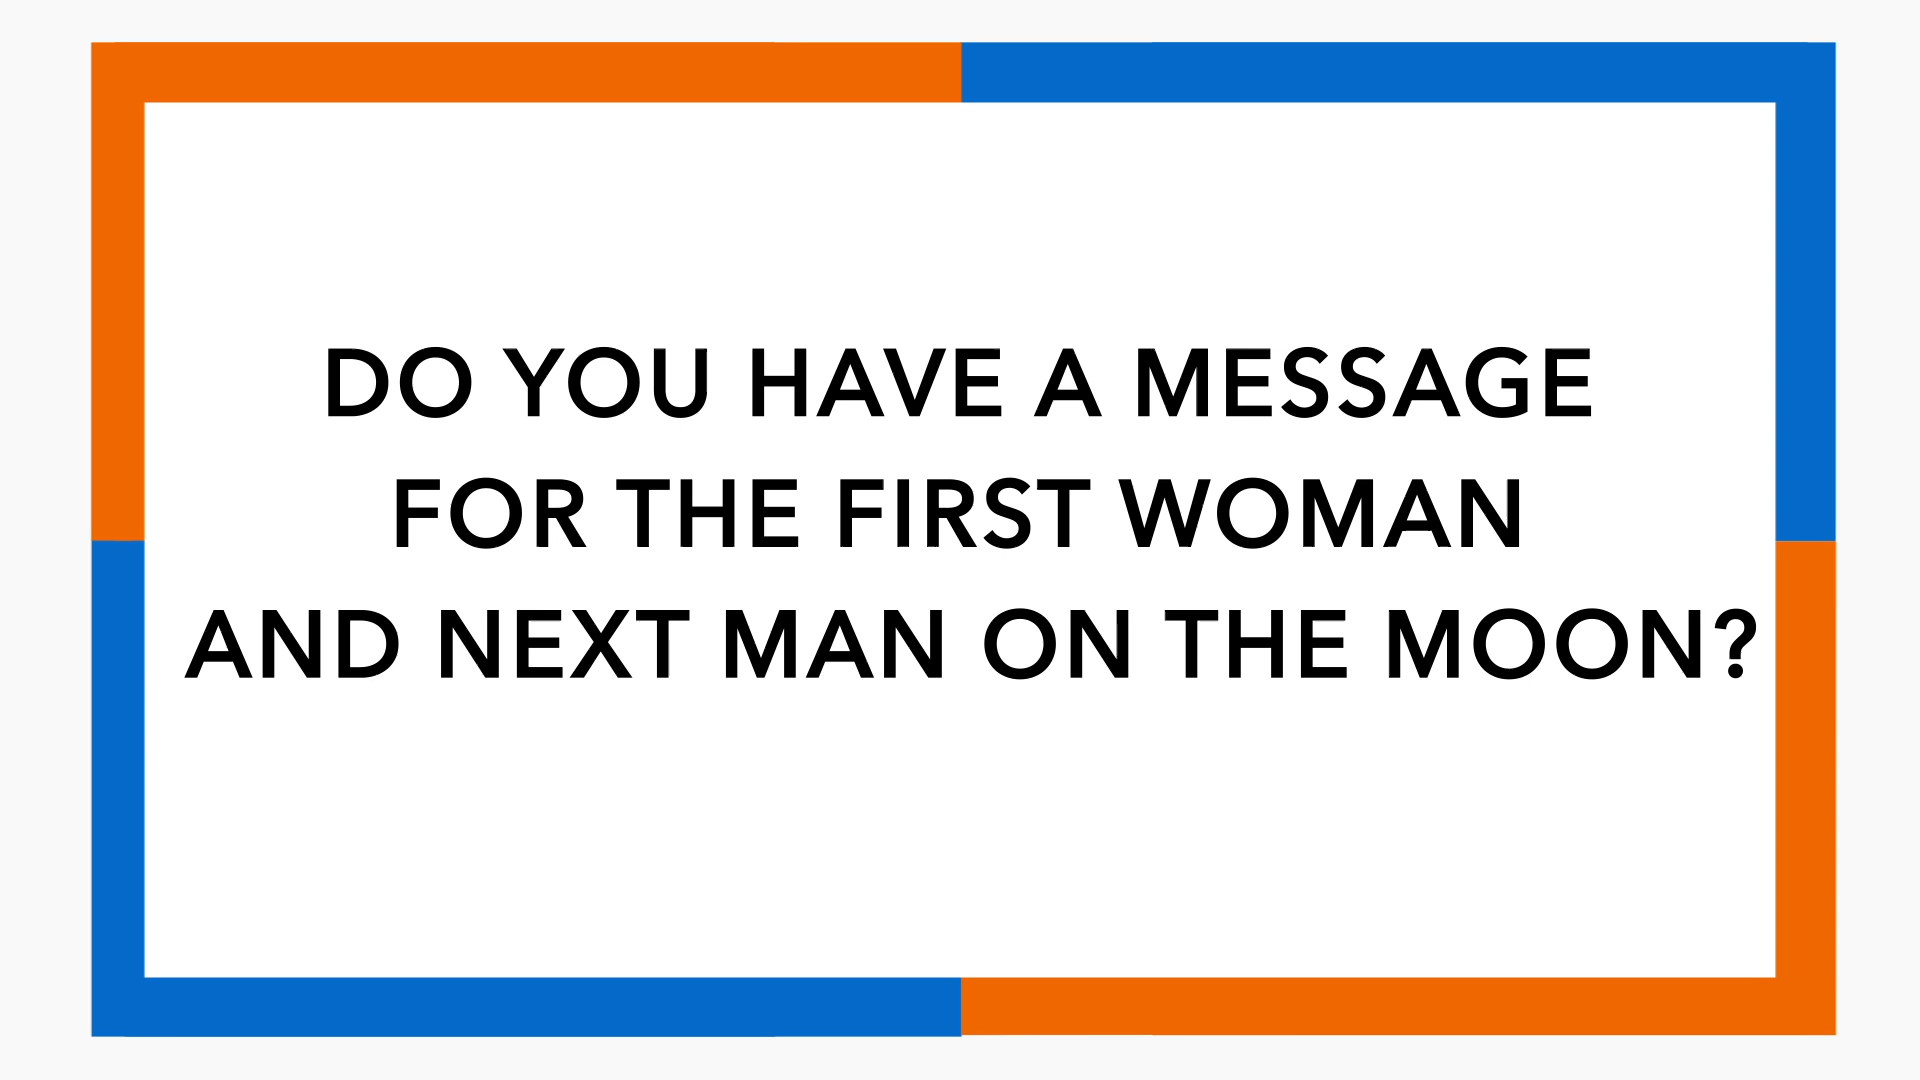 DO YOU HAVE A MESSAGE
FOR THE FIRST WOMAN
AND NEXT MAN ON THE MOON?